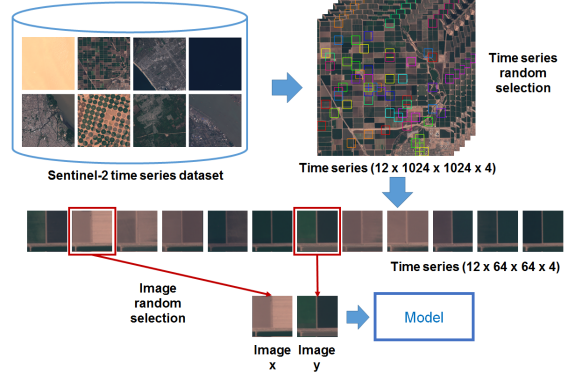 Time series
random
selection
Sentinel-2 time series dataset
Time series (12 x 1024 x 1024 x 4)
Time series (12 x 64 x 64 x 4)
Image
random
selection
Model
Image
x
Image
y